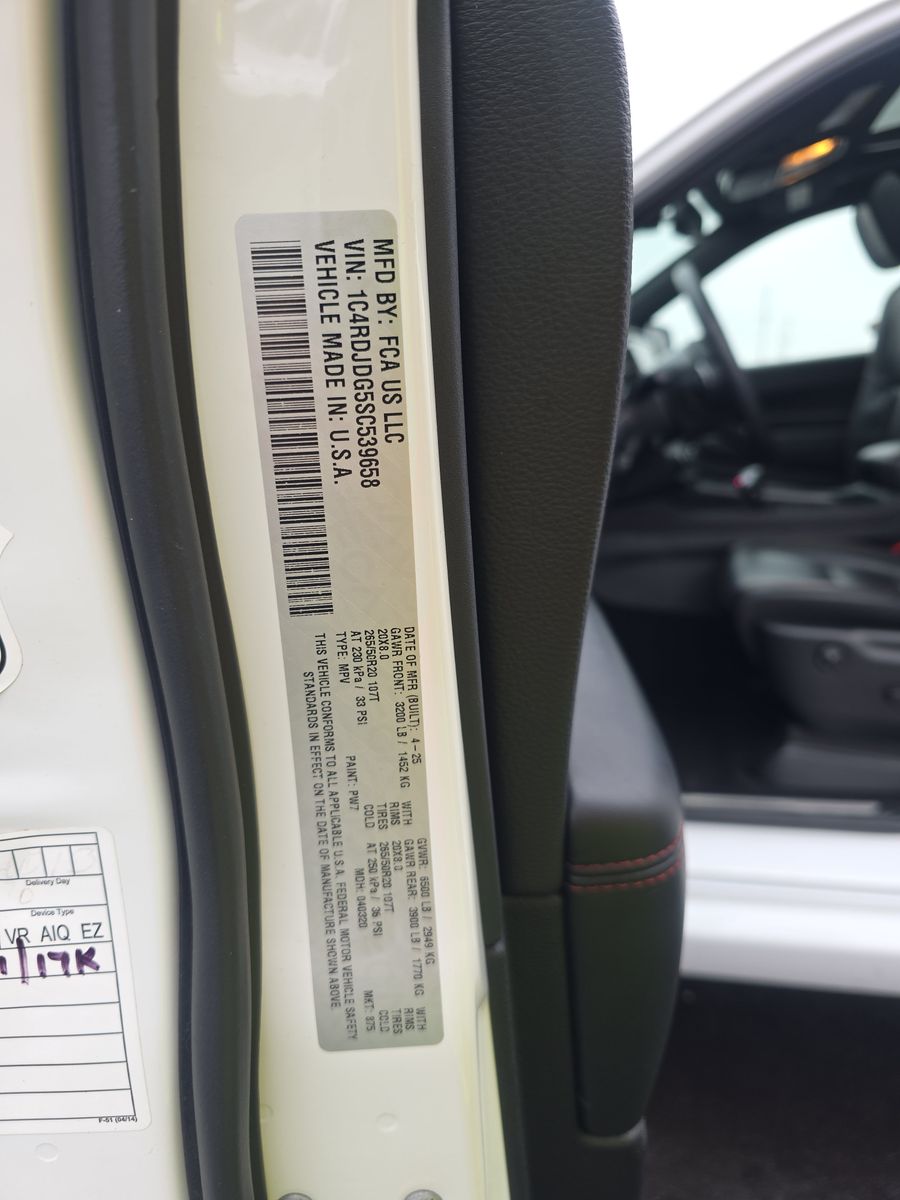 MFD BY: FCA US LLC
VIN: 1C4RDJDG5SC539658
VEHICLE MADE IN: U.S.A.
DATE OF MFR (BUILT): 4-25 GVWR: 6500 LB / 2949 KG
GAWR FRONT: 3200 LB / 1452 KG WITH GAWR REAR: 3900 LB / 1770 KG WITH
20X8.0 RIMS 20X8.0 RIMS
265/50R20 107T TIRES 265/50R20 107T TIRES
AT 230 kPa / 33 PSI COLD AT 250 kPa / 36 PSI COLD
TYPE: MPV PAINT: PW7 MDH: 040320 MKT: 875
THIS VEHICLE CONFORMS TO ALL APPLICABLE U.S.A. FEDERAL MOTOR VEHICLE SAFETY
STANDARDS IN EFFECT ON THE DATE OF MANUFACTURE SHOWN ABOVE.
Delivery Day
Device Type
VR AIQ EZ
/17K
F-51 (04/14)